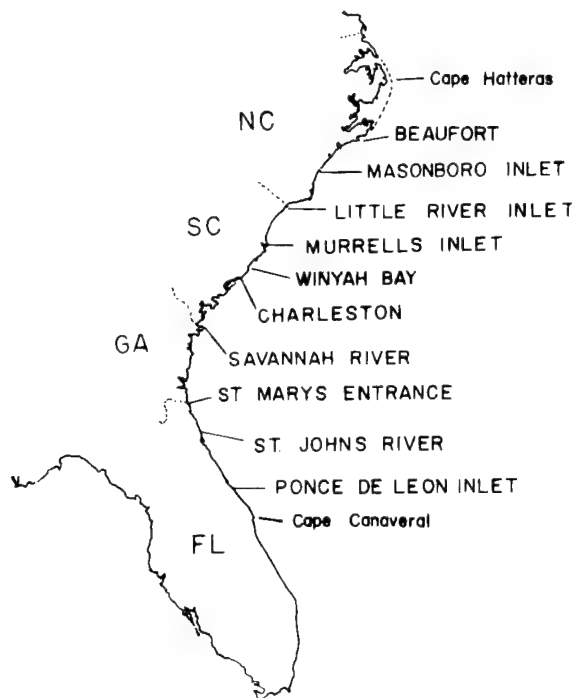 Cape Hatteras
NC
BEAUFORT
MASONBORO INLET
LITTLE RIVER INLET
SC
MURRELLS INLET
WINYAH BAY
CHARLESTON
GA
SAVANNAH RIVER
ST MARYS ENTRANCE
ST. JOHNS RIVER
PONCE DE LEON INLET
Cape Canaveral
FL